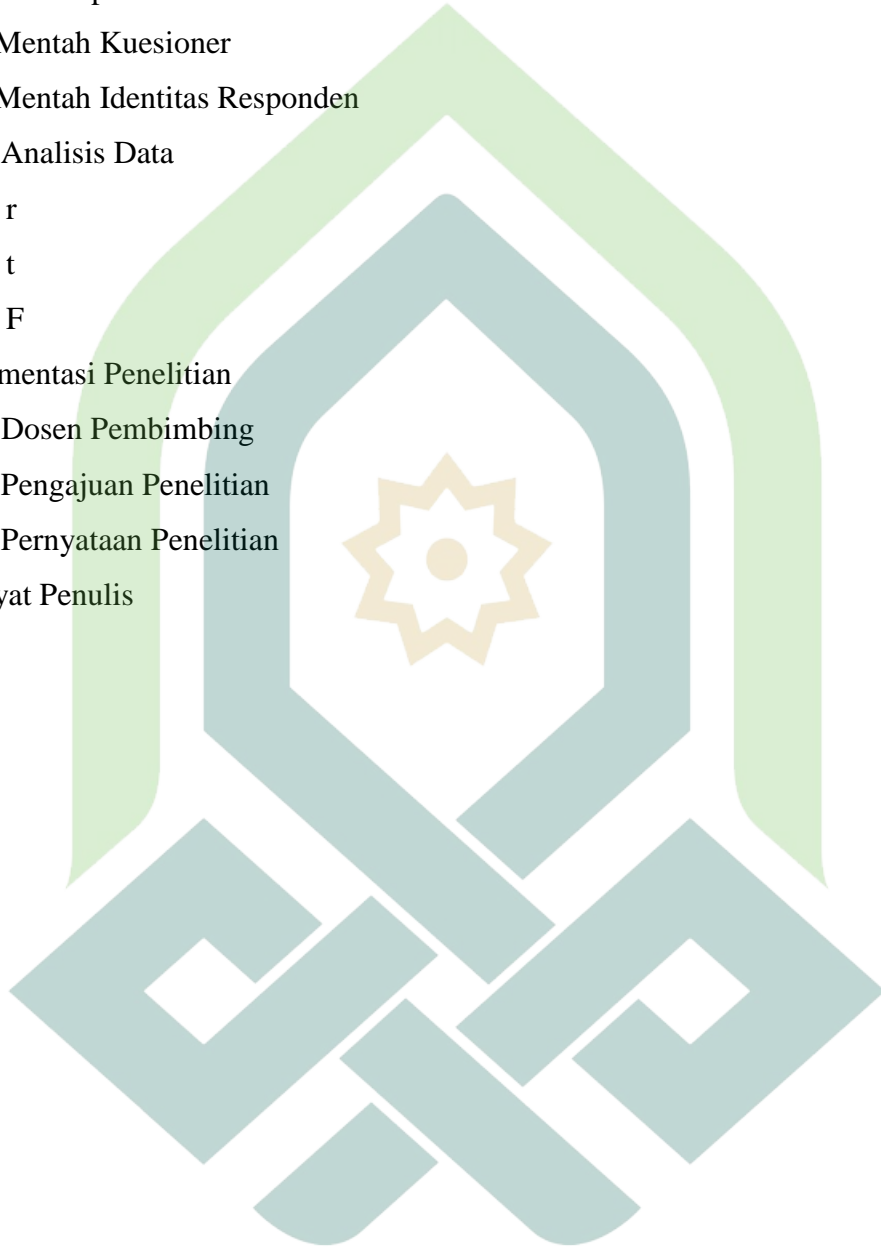 Mentah Kuesioner
Mentah Identitas Responden
Analisis Data
r
t
F
mentasi Penelitian
Dosen Pembimbing
Pengajuan Penelitian
Pernyataan Penelitian
yat Penulis